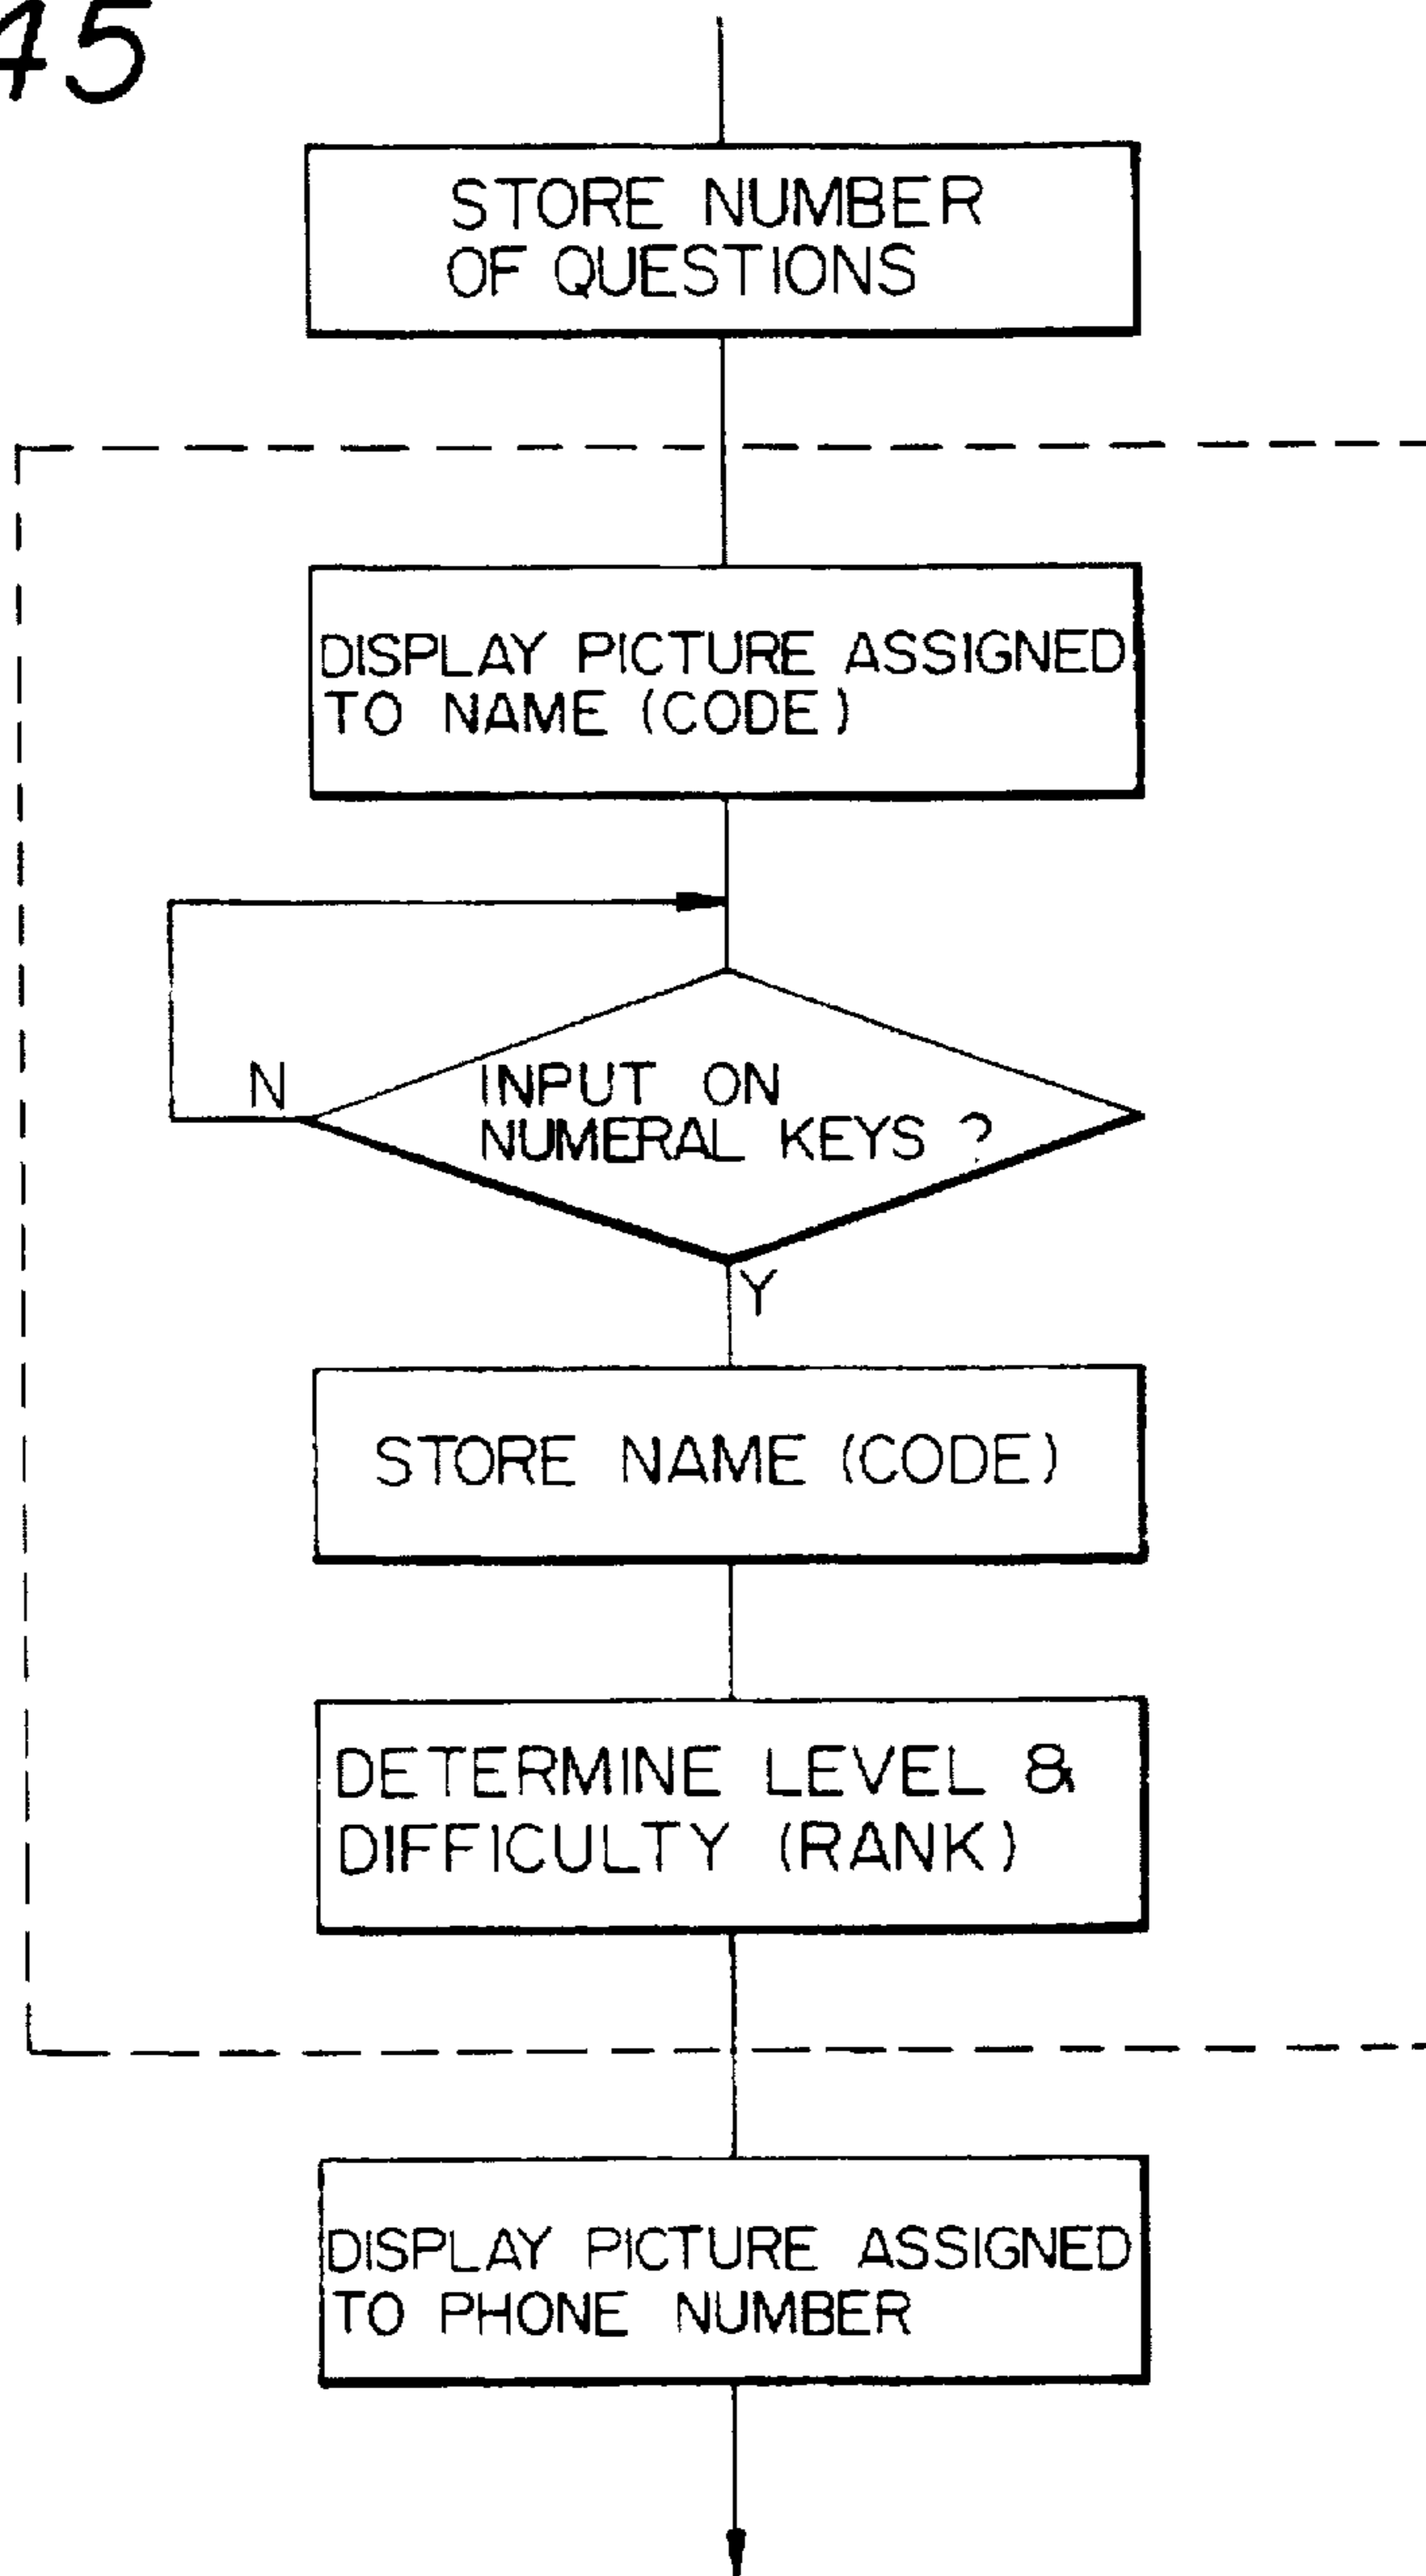 45
STORE NUMBER
OF QUESTIONS
DISPLAY PICTURE ASSIGNED
TO NAME (CODE)
N
INPUT ON
NUMERAL KEYS ?
Y
STORE NAME (CODE)
DETERMINE LEVEL &
DIFFICULTY (RANK)
DISPLAY PICTURE ASSIGNED
TO PHONE NUMBER